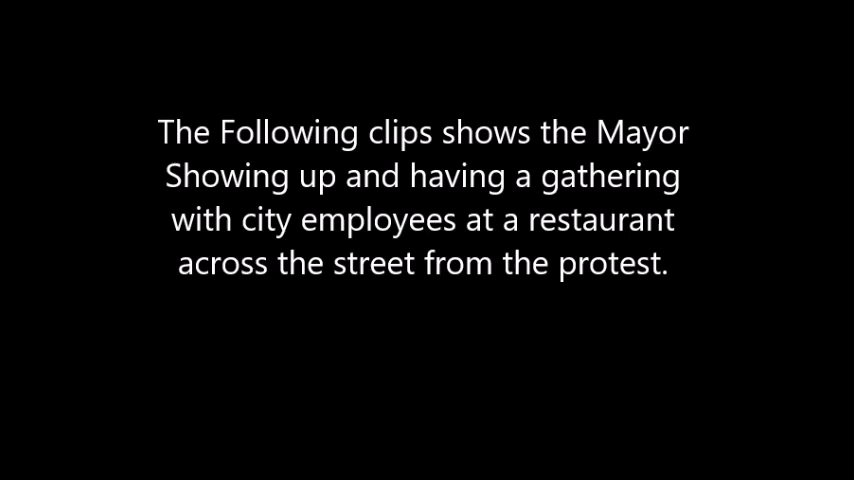 The Following clips shows the Mayor
Showing up and having a gathering
with city employees at a restaurant
across the street from the protest.